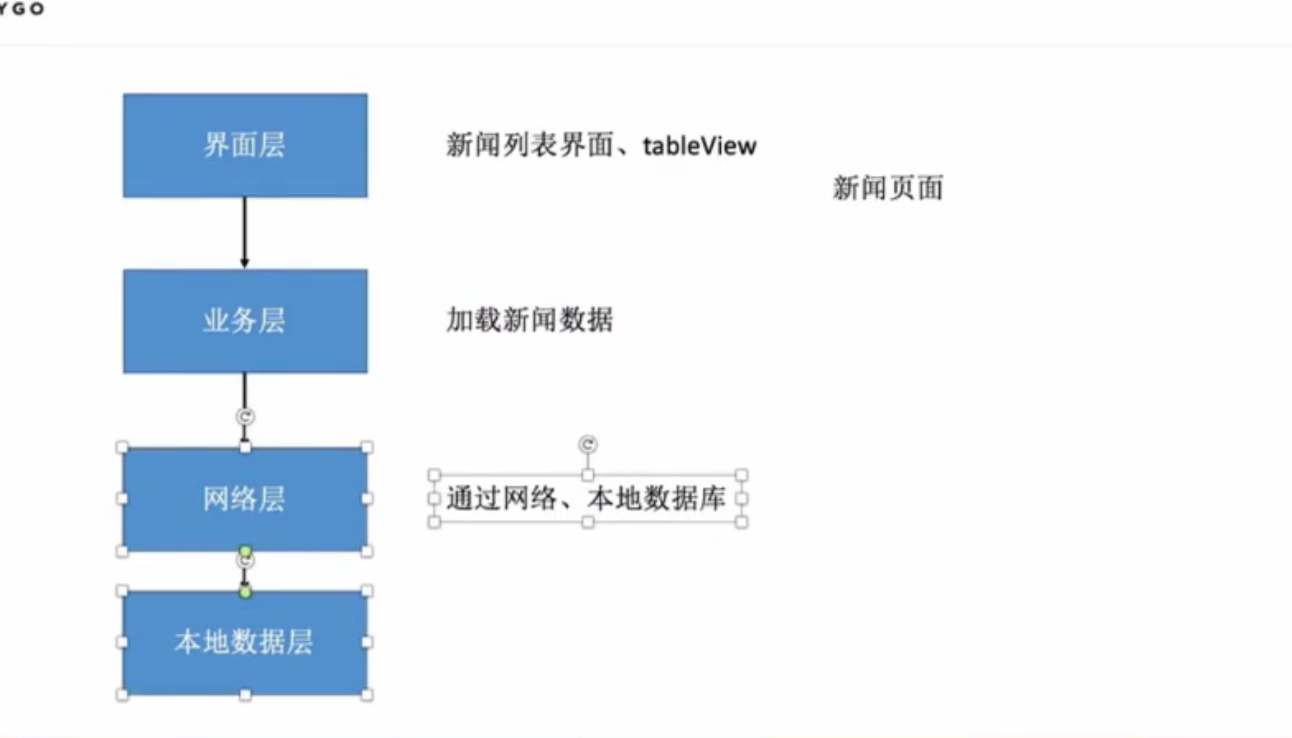 YGO
界面层
新闻列表界面、tableView
新闻页面
业务层
加载新闻数据
网络层
通过网络、本地数据库
本地数据层